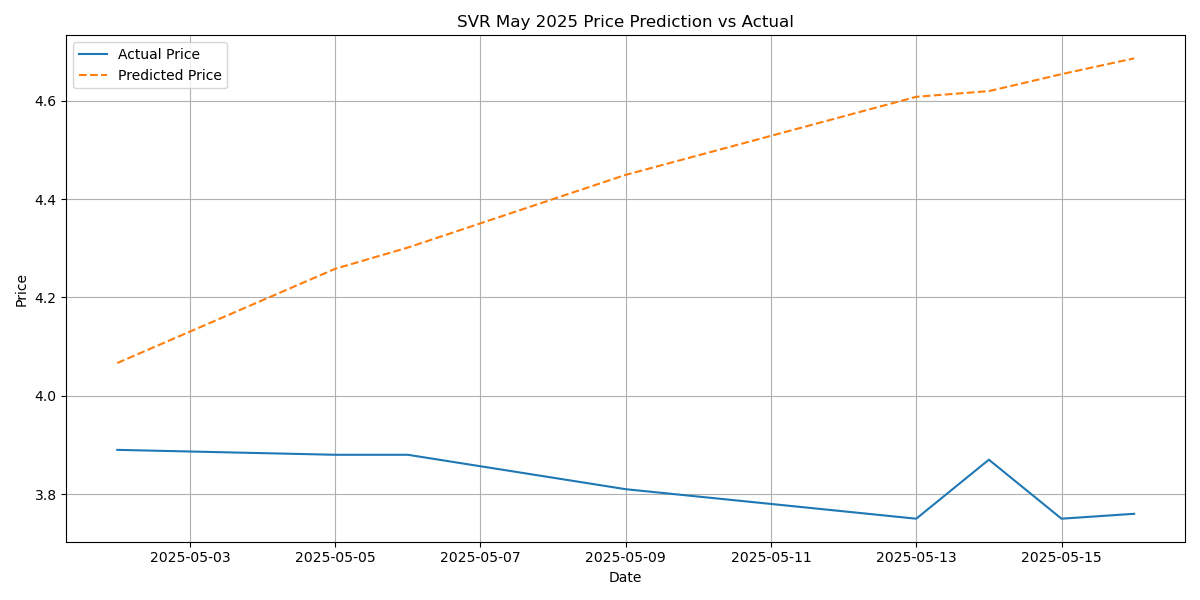 SVR May 2025 Price Prediction vs Actual
Actual Price
Predicted Price
Price
4.6
4.4
4.2
4.0
3.8
2025-05-03 2025-05-05 2025-05-07 2025-05-09 2025-05-11 2025-05-13 2025-05-15
Date